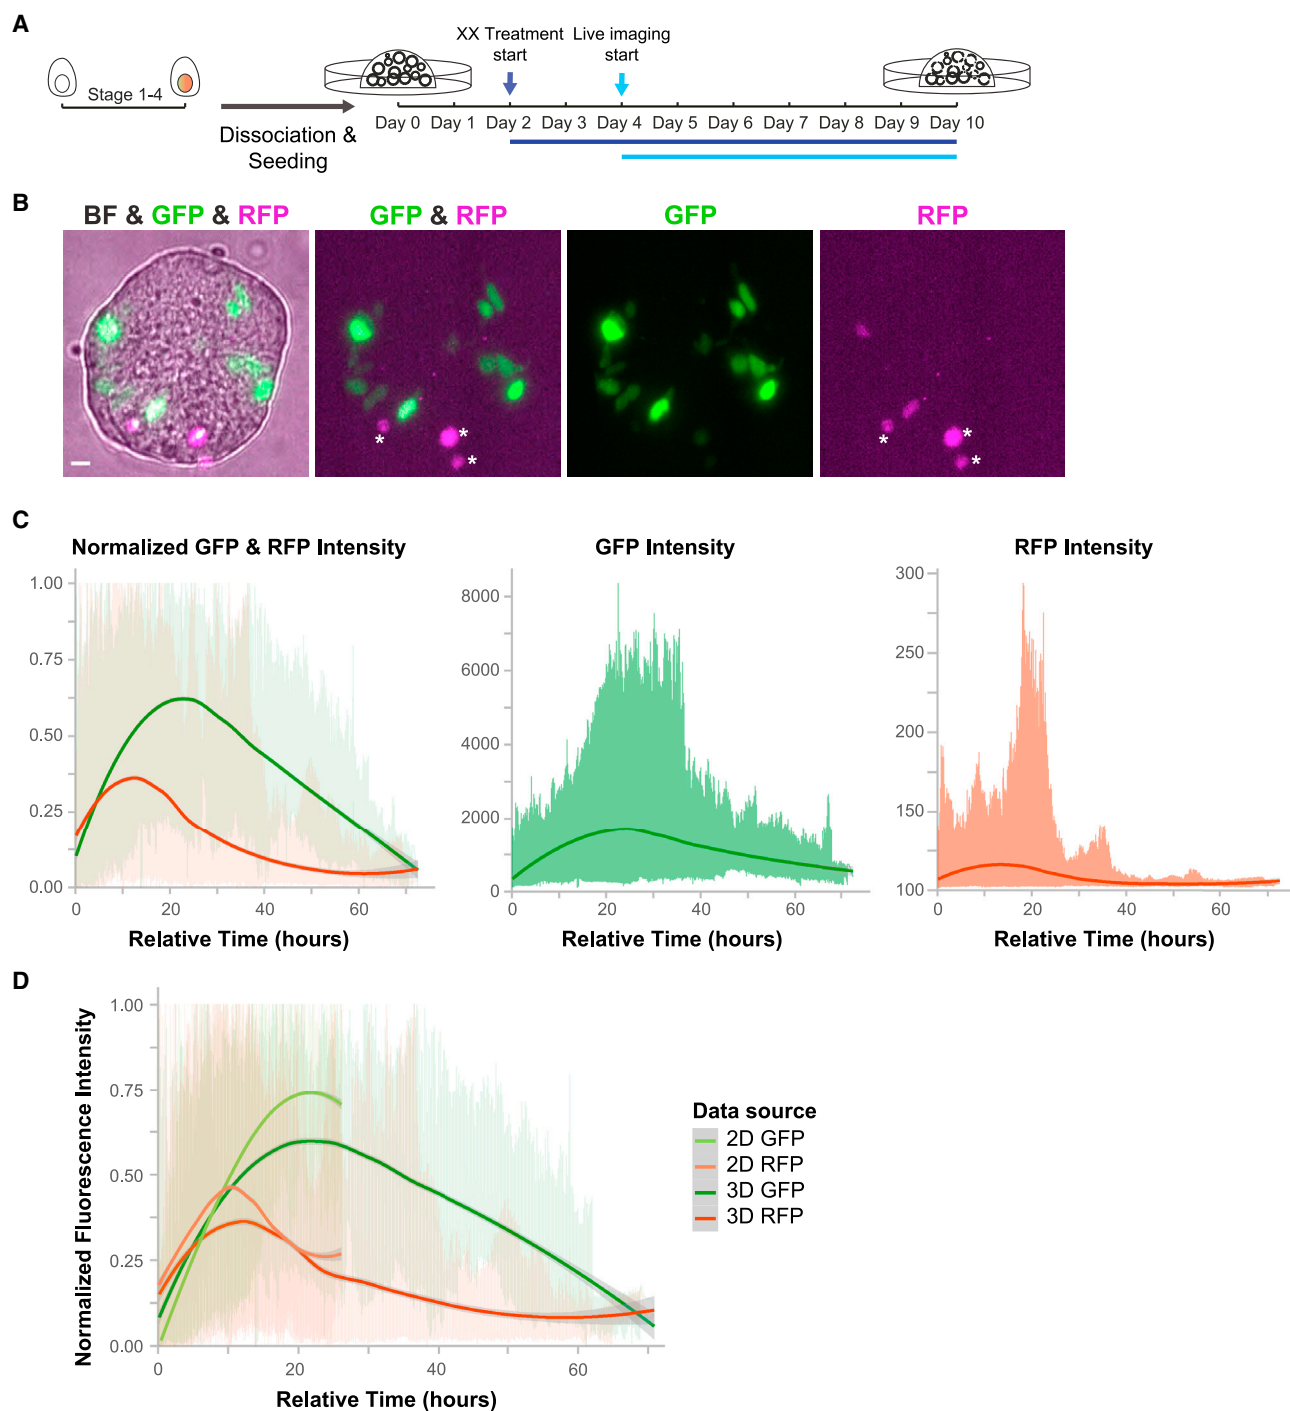 A
XX Treatment
start
Live imaging
start
Stage 1-4
Dissociation &
Seeding
Day 0 Day 1 Day 2 Day 3 Day 4 Day 5 Day 6 Day 7 Day 8 Day 9 Day 10
B
BF & GFP & RFP
GFP & RFP
GFP
RFP
* * *
* * *
C
Normalized GFP & RFP Intensity
1.00
0.75
0.50
0.25
0.00
0 20 40 60
Relative Time (hours)
GFP Intensity
8000
6000
4000
2000
0
0 20 40 60
Relative Time (hours)
RFP Intensity
300
250
200
150
100
0 20 40 60
Relative Time (hours)
D
Normalized Fluorescence Intensity
1.00
0.75
0.50
0.25
0.00
0 20 40 60
Relative Time (hours)
Data source
2D GFP
2D RFP
3D GFP
3D RFP